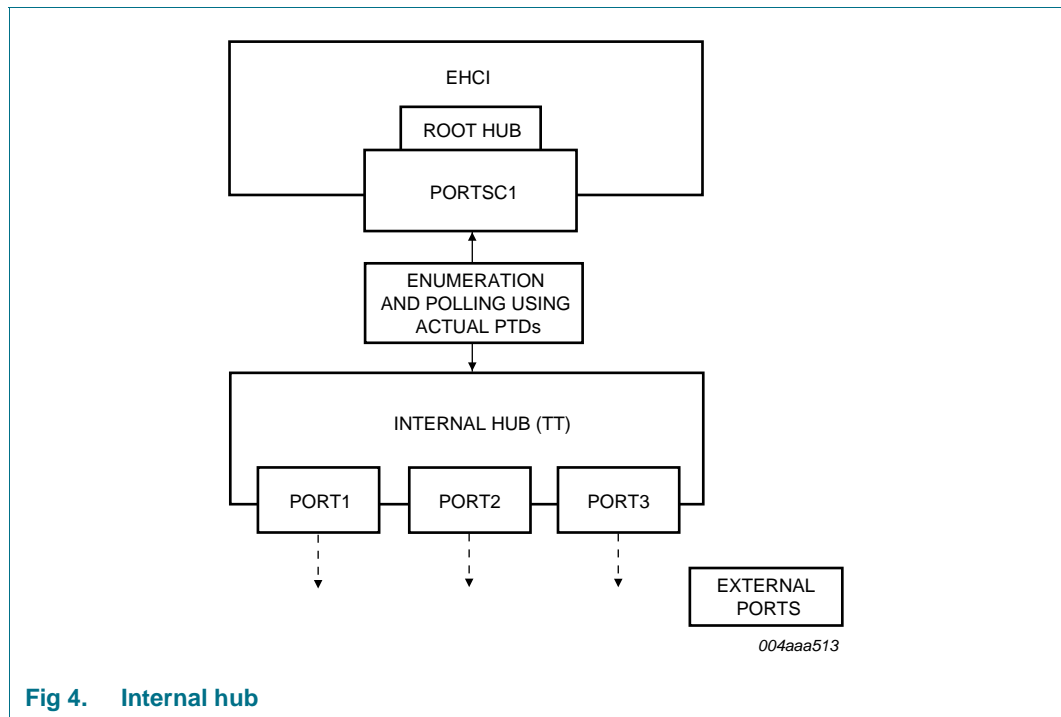 EHCI
ROOT HUB
PORTSC1
ENUMERATION
AND POLLING USING
ACTUAL PTDs
INTERNAL HUB (TT)
PORT1
PORT2
PORT3
EXTERNAL
PORTS
004aaa513
Fig 4. Internal hub